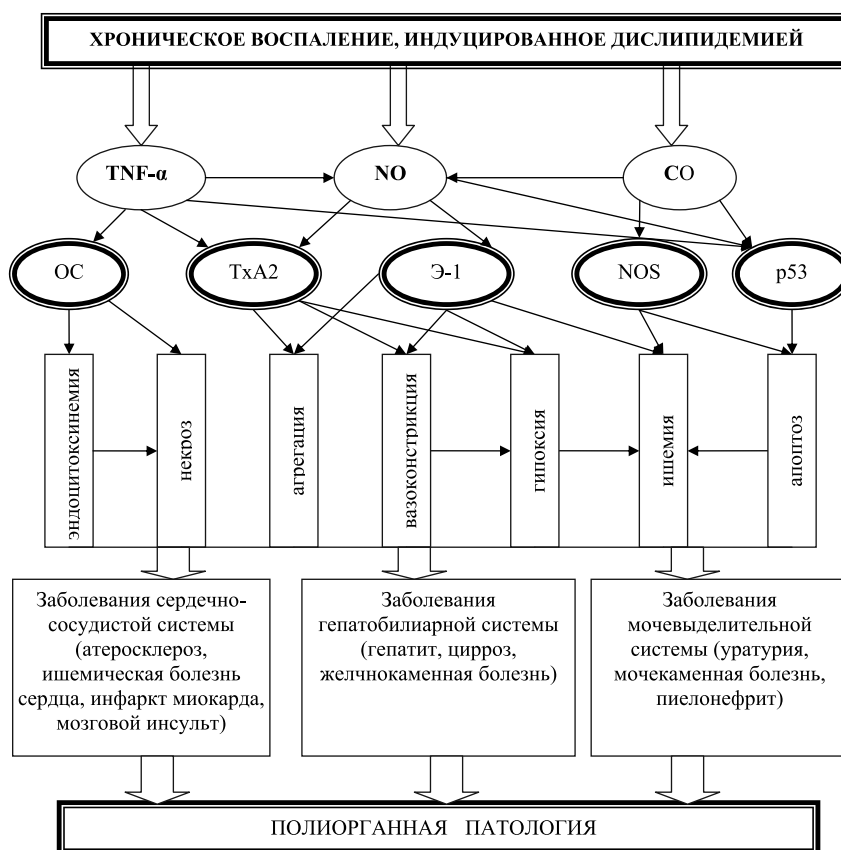 ХРОНИЧЕСКОЕ ВОСПАЛЕНИЕ, ИНДУЦИРОВАННОЕ ДИСЛИПИДЕМИЕЙ
TNF-α
NO
CO
ОС
TxA2
Э-1
NOS
p53
эндоцитоксинемия
некроз
агрегация
вазоконстрикция
гипоксия
ишемия
апоптоз
Заболевания сердечно-
сосудистой системы
(атеросклероз,
ишемическая болезнь
сердца, инфаркт миокарда,
мозговой инсульт)
Заболевания
гепатобилиарной системы
(гепатит, цирроз,
желчнокаменная болезнь)
Заболевания
мочевыделительной
системы (уратурия,
мочекаменная болезнь,
пиелонефрит)
ПОЛИОРГАННАЯ ПАТОЛОГИЯ